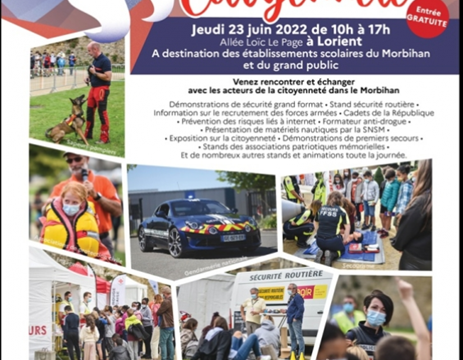 Citoyenneté
Entrée
GRATUITE
Jeudi 23 juin 2022 de 10h à 17h
Allée Loïc Le Page à Lorient
A destination des établissements scolaires du Morbihan
et du grand public
Venez rencontrer et échanger
avec les acteurs de la citoyenneté dans le Morbihan
Démonstrations de sécurité grand format • Stand sécurité routière •
Information sur le recrutement des forces armées • Cadets de la République
• Prévention des risques liés à internet • Formateur anti-drogue •
• Présentation de matériels nautiques par la SNSM •
• Exposition sur la citoyenneté • Démonstrations de premiers secours •
• Stands des associations patriotiques mémorielles •
Et de nombreux autres stands et animations toute la journée.
FFSS
SÉCURITÉ ROUTIÈRE